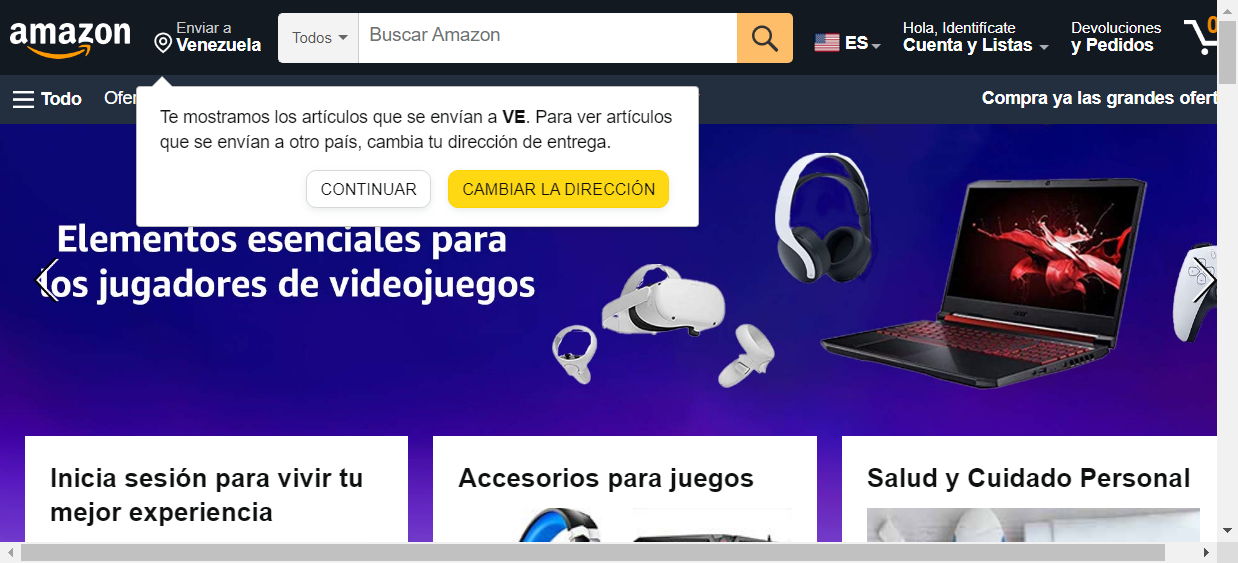 amazon
Enviar a
Venezuela
Todos
Buscar Amazon
ES
Hola, Identifícate
Cuenta y Listas
Devoluciones
y Pedidos
0
Todo
Compra ya las grandes ofert
Te mostramos los artículos que se envían a VE. Para ver artículos
que se envían a otro país, cambia tu dirección de entrega.
CONTINUAR
CAMBIAR LA DIRECCIÓN
Elementos esenciales para
los jugadores de videojuegos
Inicia sesión para vivir tu
mejor experiencia
Accesorios para juegos
Salud y Cuidado Personal